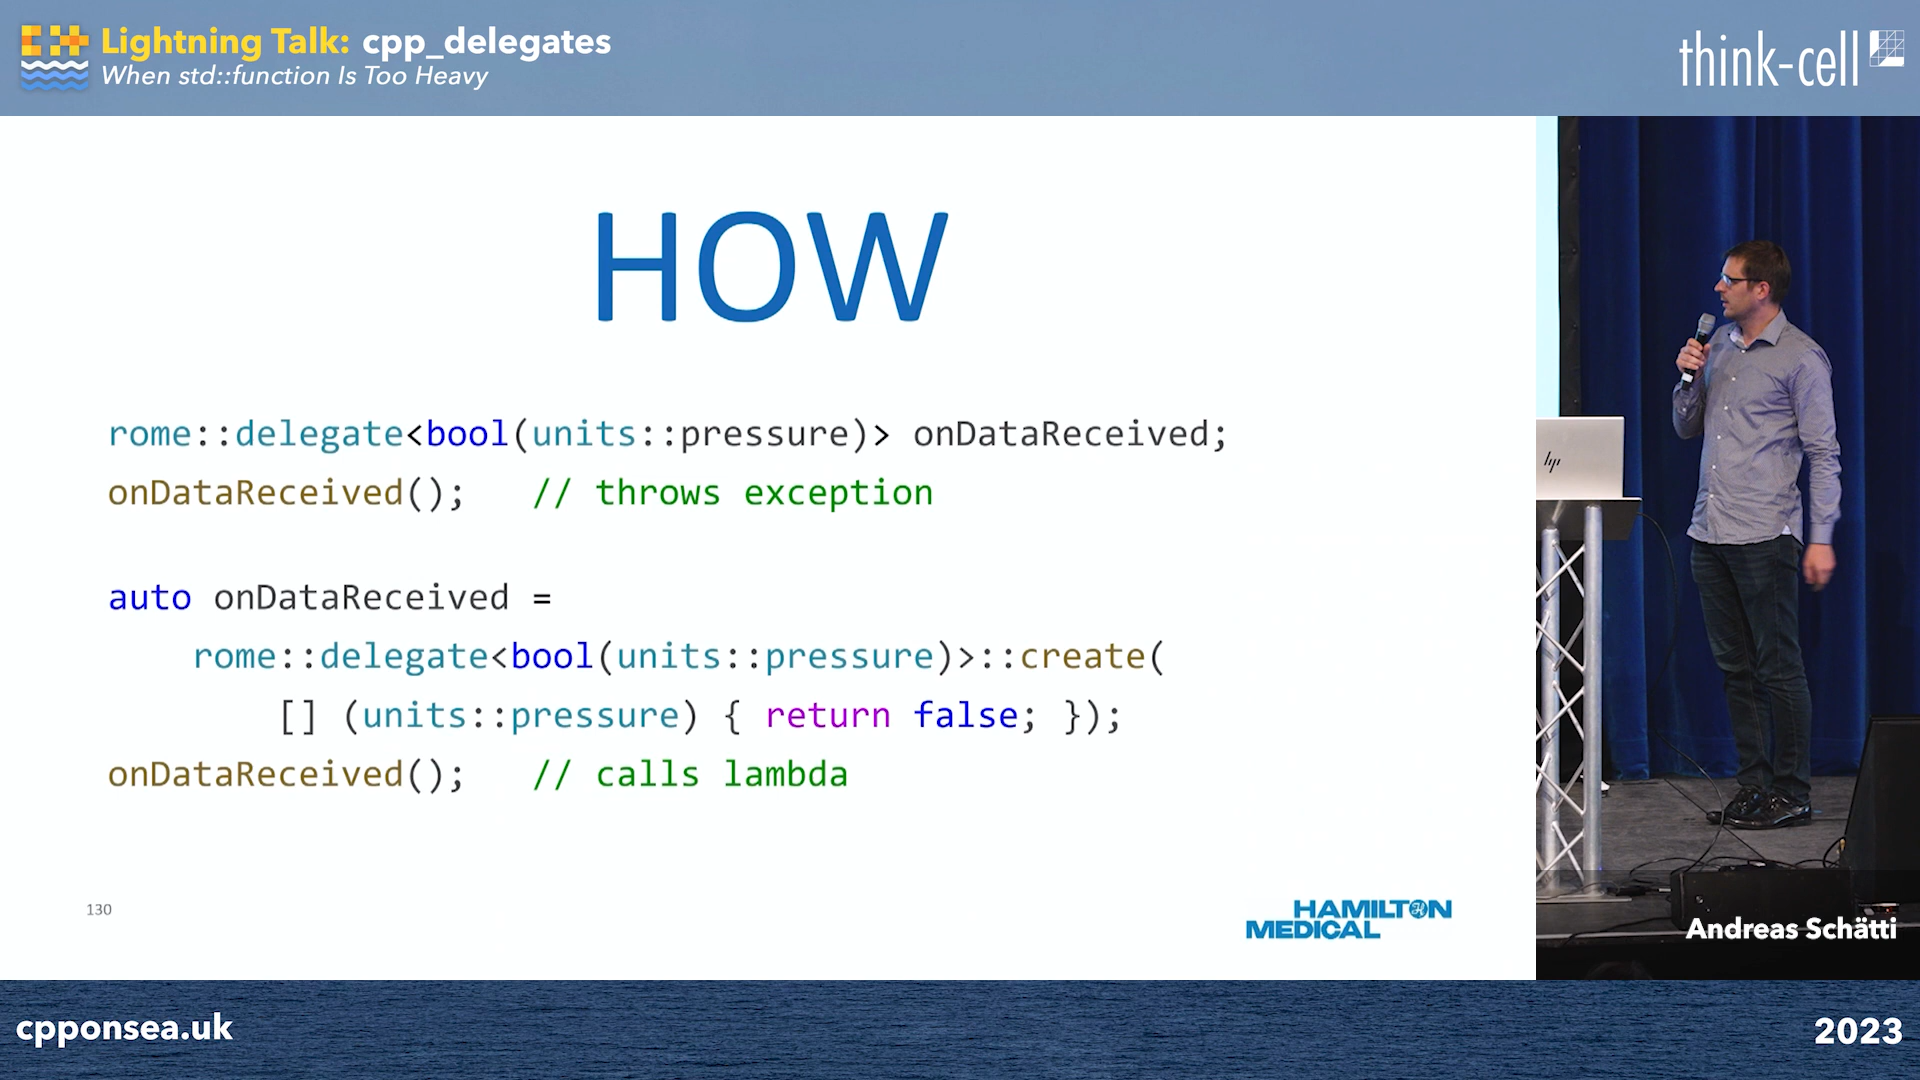 Lightning Talk: cpp_delegates
When std::function Is Too Heavy
think-cell
HOW
rome::delegate<bool(units::pressure)> onDataReceived;
onDataReceived();   // throws exception
auto onDataReceived =
    rome::delegate<bool(units::pressure)>::create(
        [] (units::pressure) { return false; });
onDataReceived();   // calls lambda
130
HAMILTON
MEDICAL
hp
Andreas Schätti
cpponsea.uk
2023